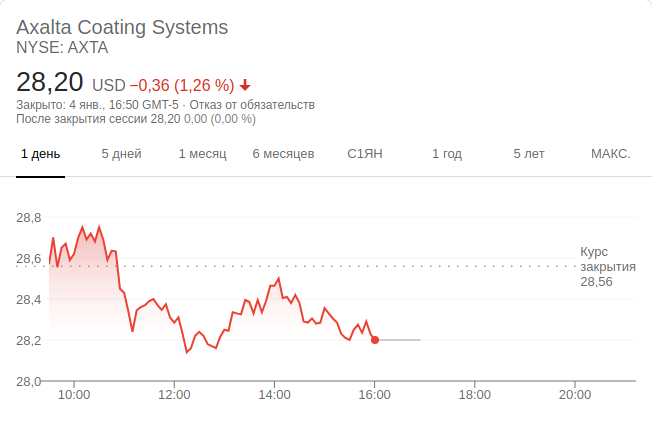 Axalta Coating Systems
NYSE: AXTA
28,20 USD −0,36 (1,26 %)
Закрыто: 4 янв., 16:50 GMT-5 · Отказ от обязательств
После закрытия сессии 28,20 0,00 (0,00 %)
1 день 5 дней 1 месяц 6 месяцев С1ЯН 1 год 5 лет МАКС.
28,8
28,6
28,4
28,2
28,0
Курс
закрытия
28,56
10:00 12:00 14:00 16:00 18:00 20:00